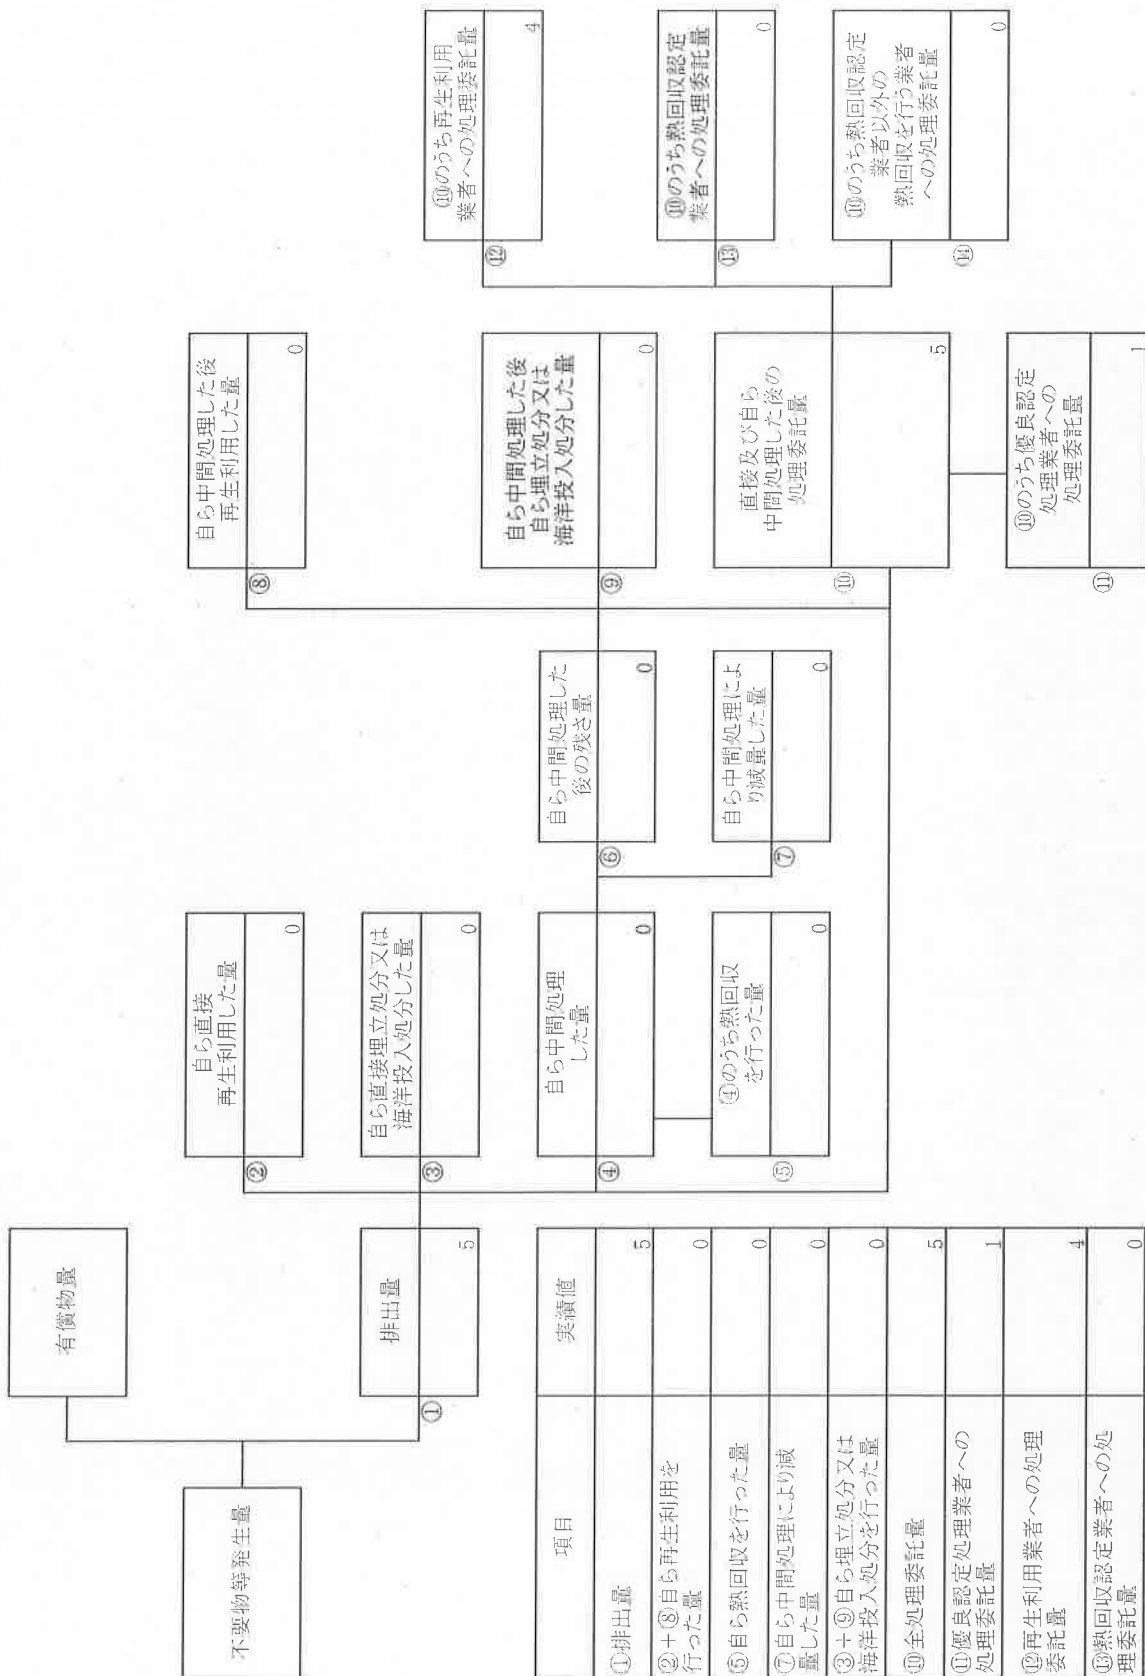 不要物等発生量
有償物量
①
排出量
5
②
自ら直接
再生利用した量
0
③
自ら直接埋立処分又は
海洋投入処分した量
0
④
自ら中間処理
した量
0
⑤
④のうち熱回収
を行った量
0
⑥
自ら中間処理した
後の残さ量
0
⑦
自ら中間処理によ
り減量した量
0
⑧
自ら中間処理した後
再生利用した量
0
⑨
自ら中間処理した後
自ら埋立処分又は
海洋投入処分した量
0
⑩
直接及び自ら
中間処理した後の
処理委託量
5
⑪
⑩のうち優良認定
処理業者への
処理委託量
1
⑫
⑩のうち再生利用
業者への処理委託量
4
⑬
⑩のうち熱回収認定
業者への処理委託量
0
⑭
⑩のうち熱回収認定
業者以外の
熱回収を行う業者
への処理委託量
0
項目
実績値
①排出量
5
②+⑧自ら再生利用を
行った量
0
⑤自ら熱回収を行った量
0
⑦自ら中間処理により減
量した量
0
③+⑨自ら埋立処分又は
海洋投入処分を行った量
0
⑩全処理委託量
5
⑪優良認定処理業者への
処理委託量
1
⑫再生利用業者への処理
委託量
4
⑬熱回収認定業者への処
理委託量
0